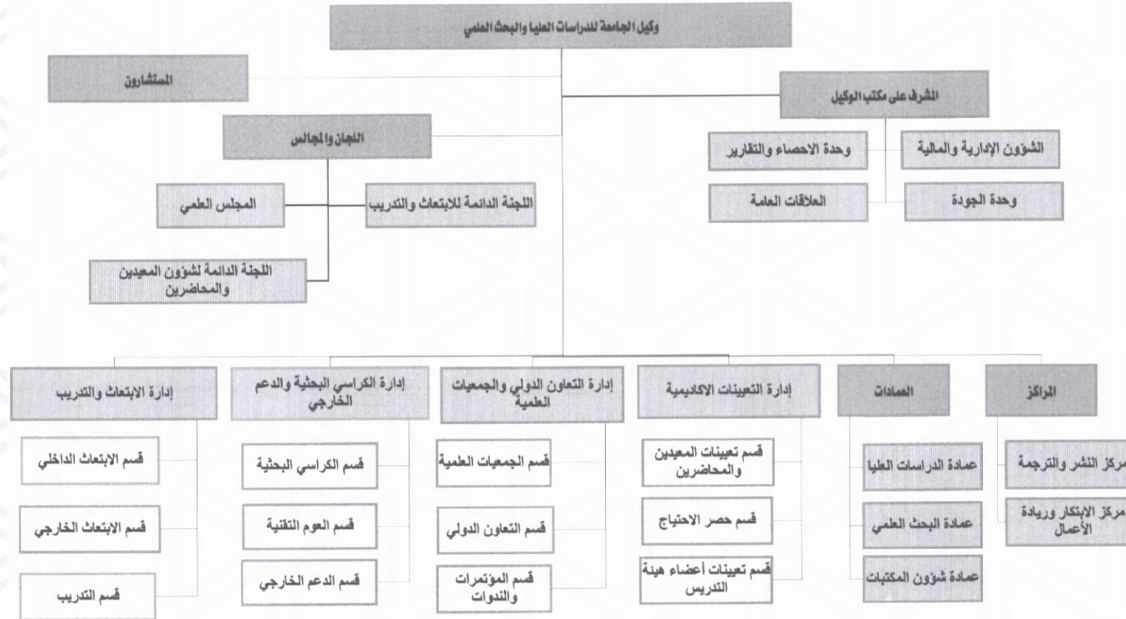 وكيل الجامعة للدراسات العليا والبحث العلمي
المستشارون
المشرف على مكتب الوكيل
اللجان والمجالس
الشؤون الإدارية والمالية
وحدة الاحصاء والتقارير
وحدة الجودة
العلاقات العامة
اللجنة الدائمة للابتعاث والتدريب
المجلس العلمي
اللجنة الدائمة لشؤون المعيدين
والمحاضرين
المراكز
مركز النشر والترجمة
مركز الابتكار وريادة
الأعمال
العمادات
عمادة الدراسات العليا
عمادة البحث العلمي
عمادة شؤون المكتبات
إدارة التعيينات الاكاديمية
قسم تعيينات المعيدين
والمحاضرين
قسم حصر الاحتياج
قسم تعيينات أعضاء هيئة
التدريس
إدارة التعاون الدولي والجمعيات
العلمية
قسم الجمعيات العلمية
قسم التعاون الدولي
قسم المؤتمرات
والندوات
إدارة الكراسي البحثية والدعم
الخارجي
قسم الكراسي البحثية
قسم العوم التقنية
قسم الدعم الخارجي
إدارة الابتعاث والتدريب
قسم الابتعاث الداخلي
قسم الابتعاث الخارجي
قسم التدريب